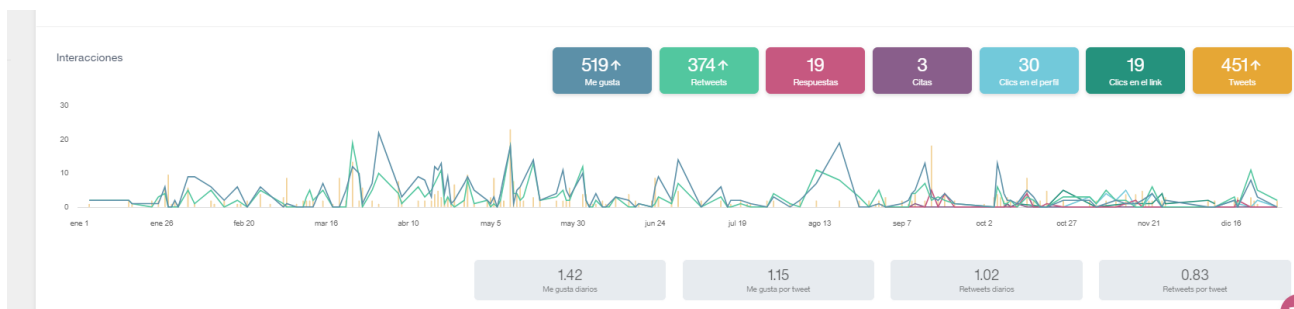 Interacciones
519↑ 374↑ 19 3 30 19 451↑
Me gusta Retweets Respuestas Citas Clics en el perfil Clics en el link Tweets
30
20
10
0
ene 1 ene 26 feb 20 mar 16 abr 10 may 5 may 30 jun 24 jul 19 ago 13 sep 7 oct 2 oct 27 nov 21 dic 16
1.42 1.15 1.02 0.83
Me gusta diarios Me gusta por tweet Retweets diarios Retweets por tweet